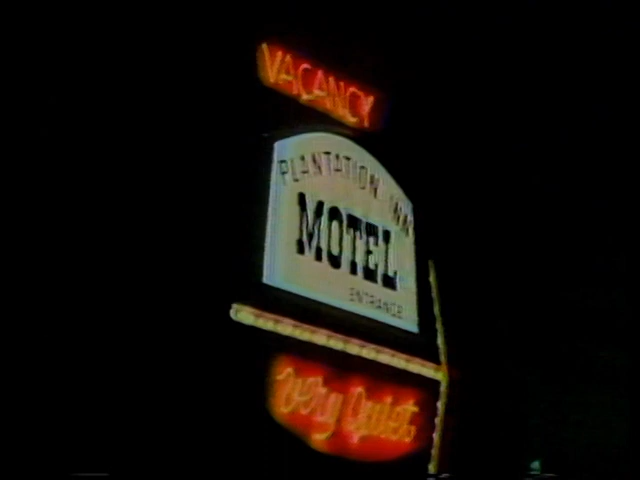 VACANCY
PLANTATION INN
MOTEL
ENTRANCE
Very Quiet